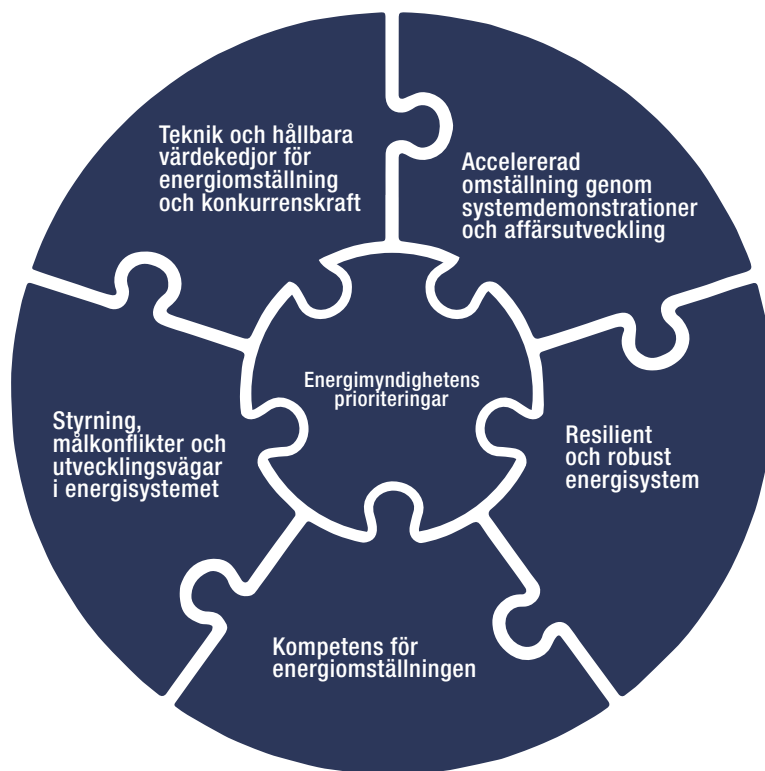 Teknik och hållbara
värdekedjor för
energiomställning
och konkurrenskraft
Accelererad
omställning genom
systemdemonstrationer
och affärsutveckling
Energimyndighetens
prioriteringar
Styrning,
målkonflikter och
utvecklingsvägar
i energisystemet
Resilient
och robust
energisystem
Kompetens för
energiomställningen